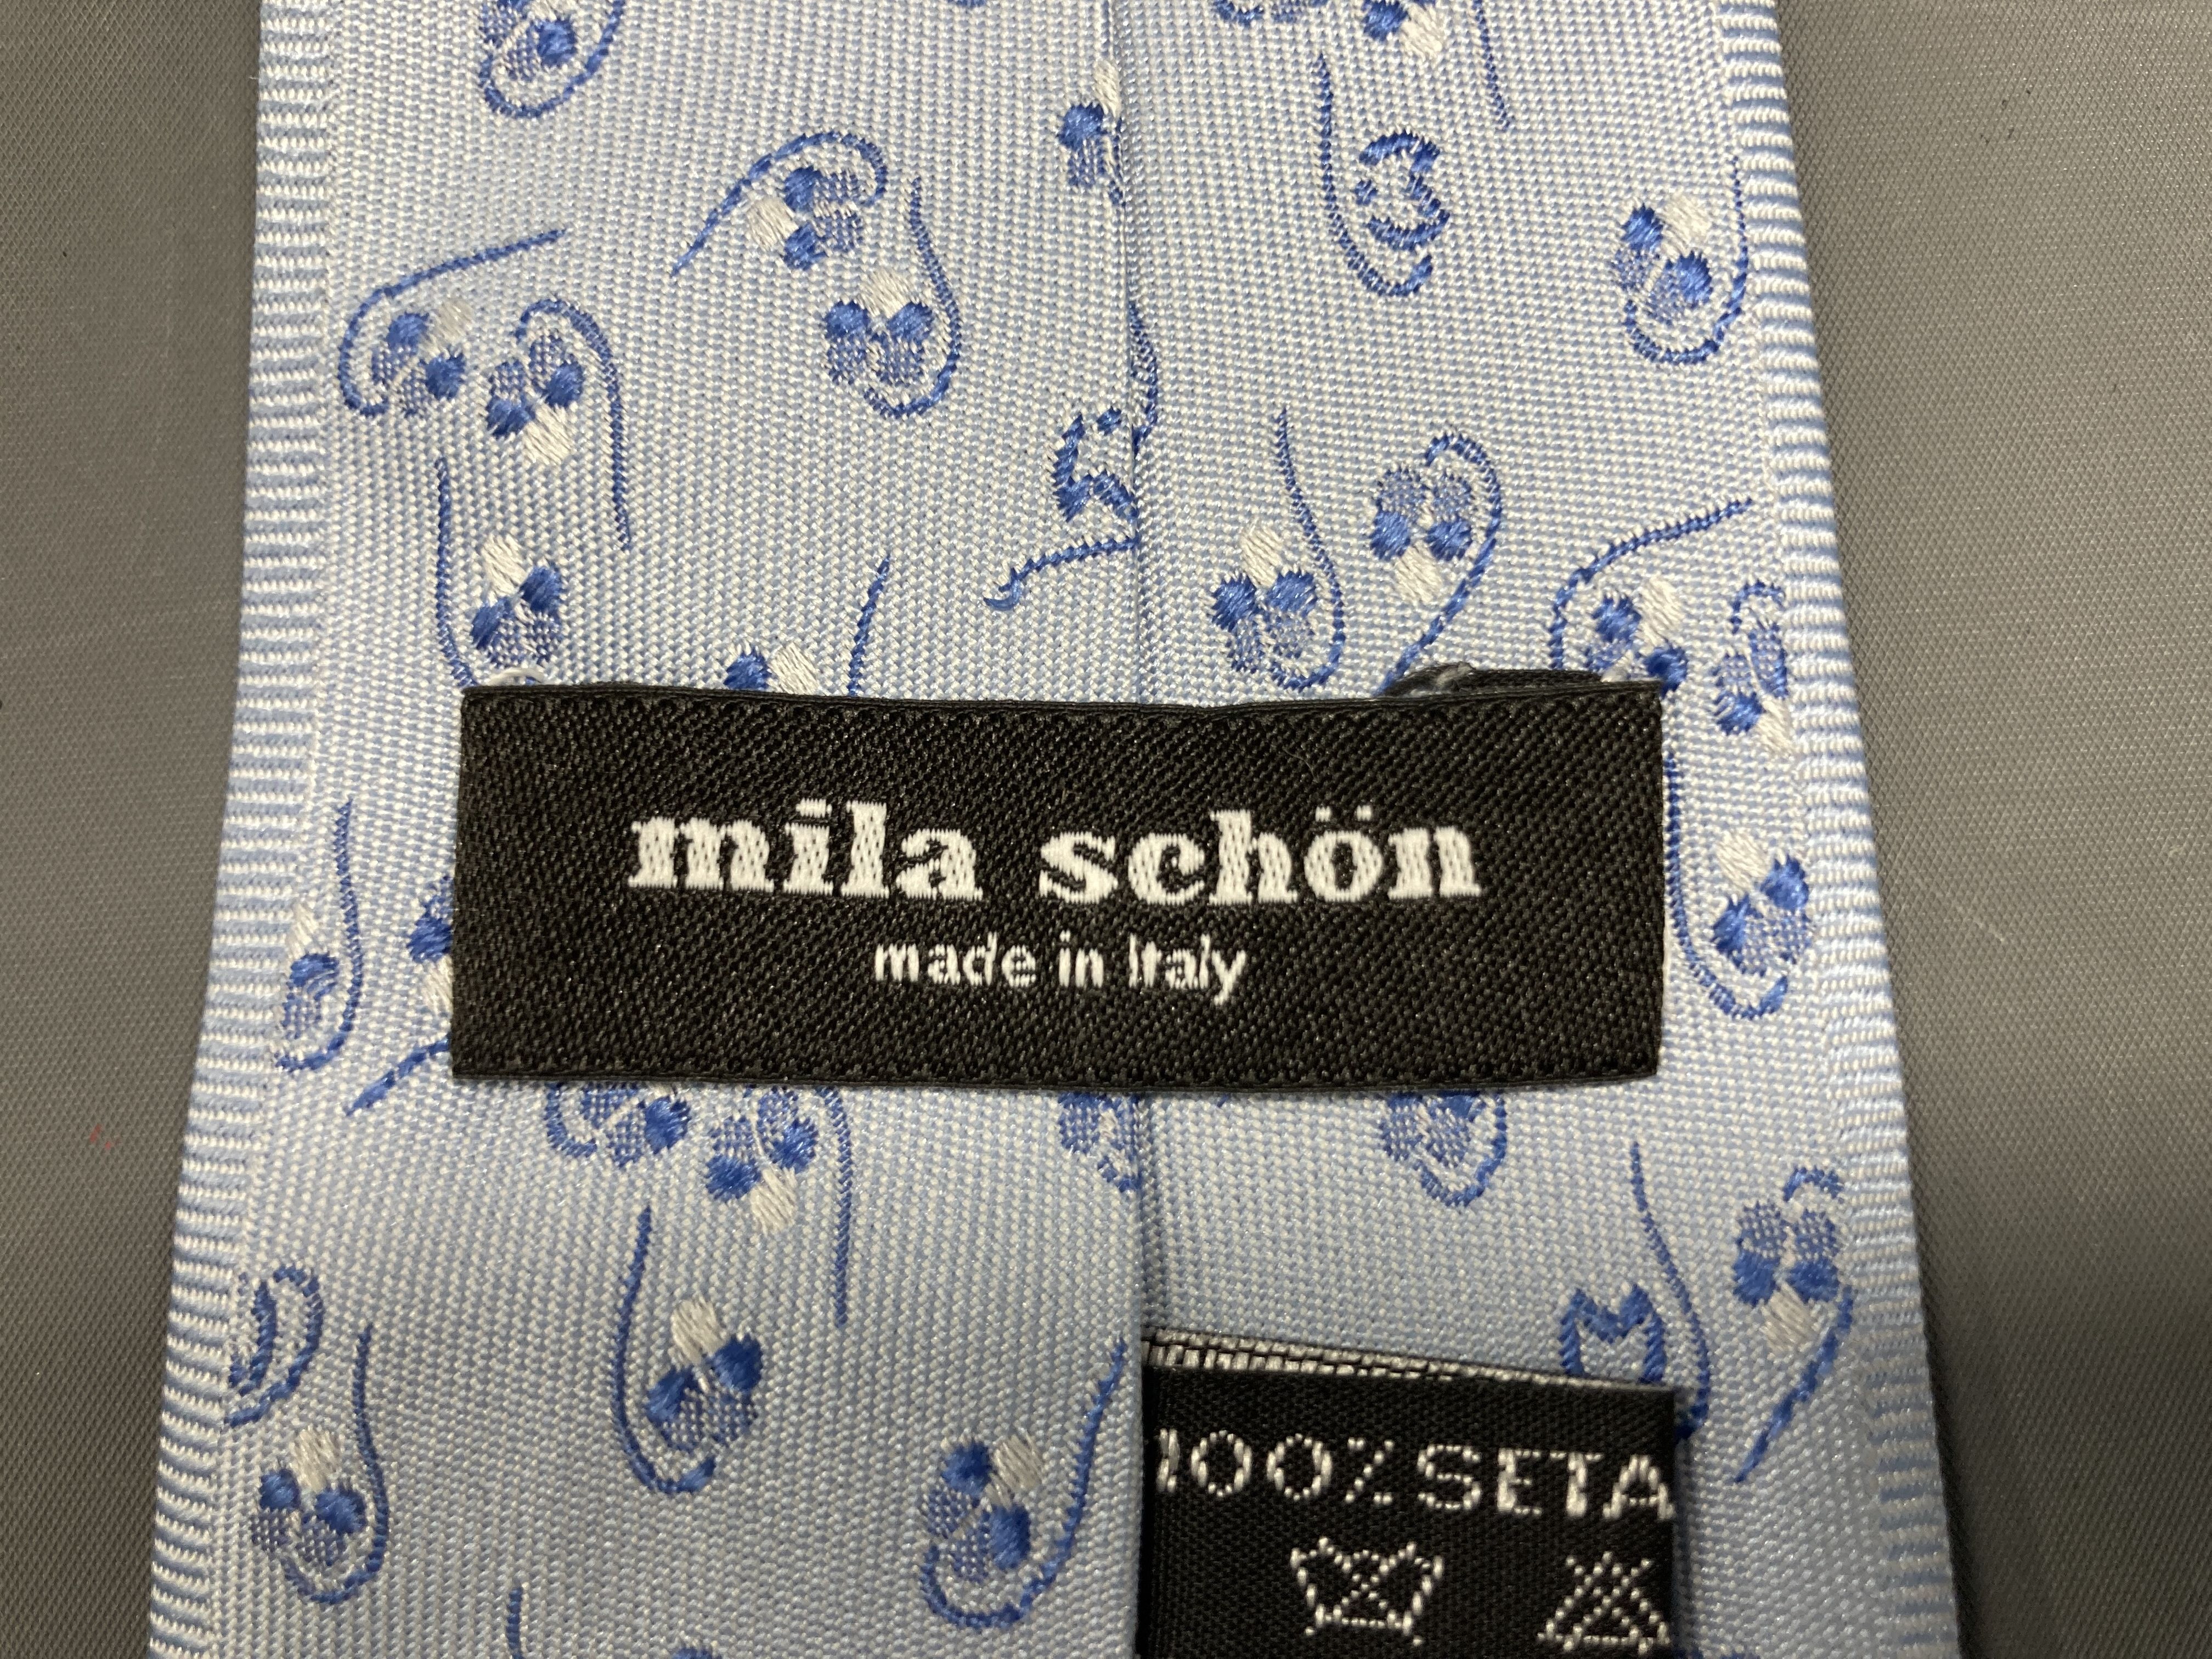 mila schön
made in Italy
100% SETA